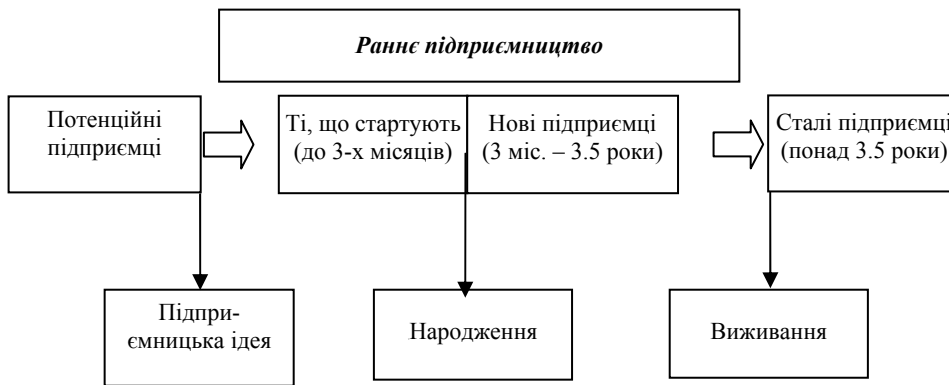 Раннє підприємництво
Потенційні
підприємці
Ті, що стартують
(до 3-х місяців)
Нові підприємці
(3 міс. – 3.5 роки)
Сталі підприємці
(понад 3.5 роки)
Підпри-
ємницька ідея
Народження
Виживання